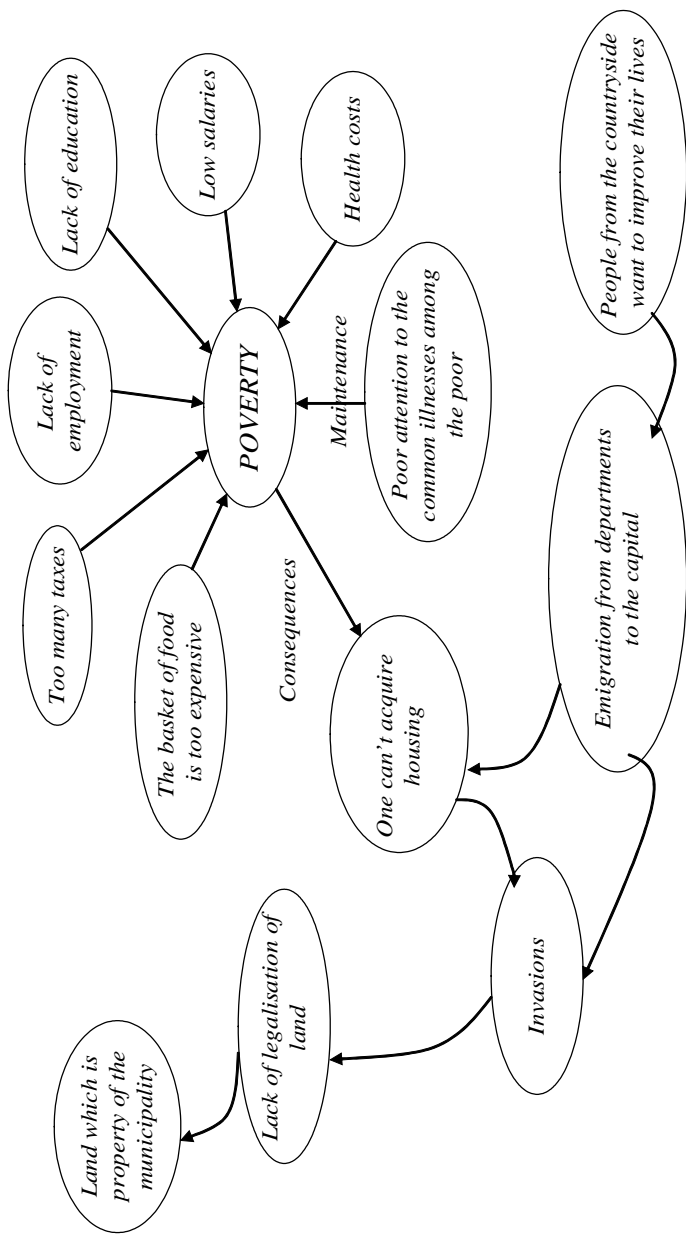 Land which is
property of the
municipality
Too many taxes
Lack of
employment
Lack of education
The basket of food
is too expensive
POVERTY
Low salaries
Lack of legalisation of
land
Consequences
Maintenance
Health costs
One can't acquire
housing
Poor attention to the
common illnesses among
the poor
Invasions
Emigration from departments
to the capital
People from the countryside
want to improve their lives